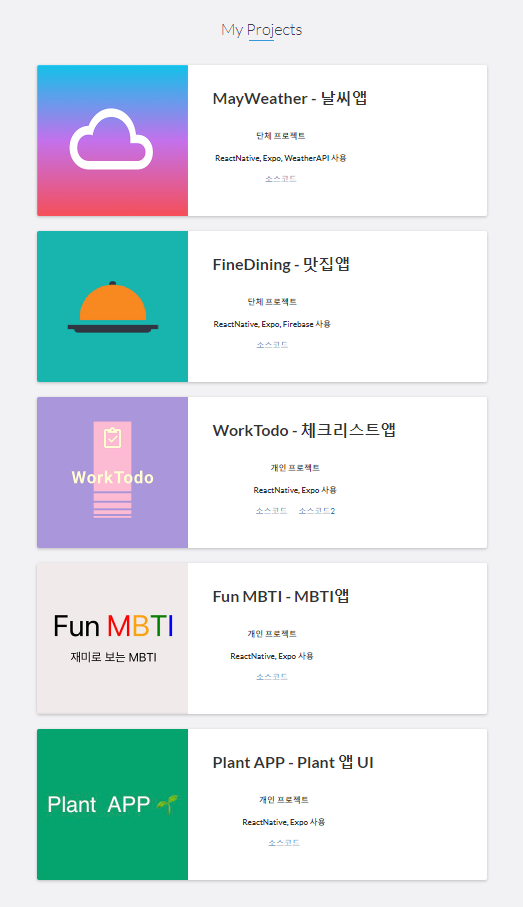 My Projects
MayWeather - 날씨앱
단체 프로젝트
ReactNative, Expo, WeatherAPI 사용
소스코드
FineDining - 맛집앱
단체 프로젝트
ReactNative, Expo, Firebase 사용
소스코드
WorkTodo
WorkTodo - 체크리스트앱
개인 프로젝트
ReactNative, Expo 사용
소스코드 소스코드2
Fun MBTI
재미로 보는 MBTI
Fun MBTI - MBTI앱
개인 프로젝트
ReactNative, Expo 사용
소스코드
Plant APP 🌱
Plant APP - Plant 앱 UI
개인 프로젝트
ReactNative, Expo 사용
소스코드